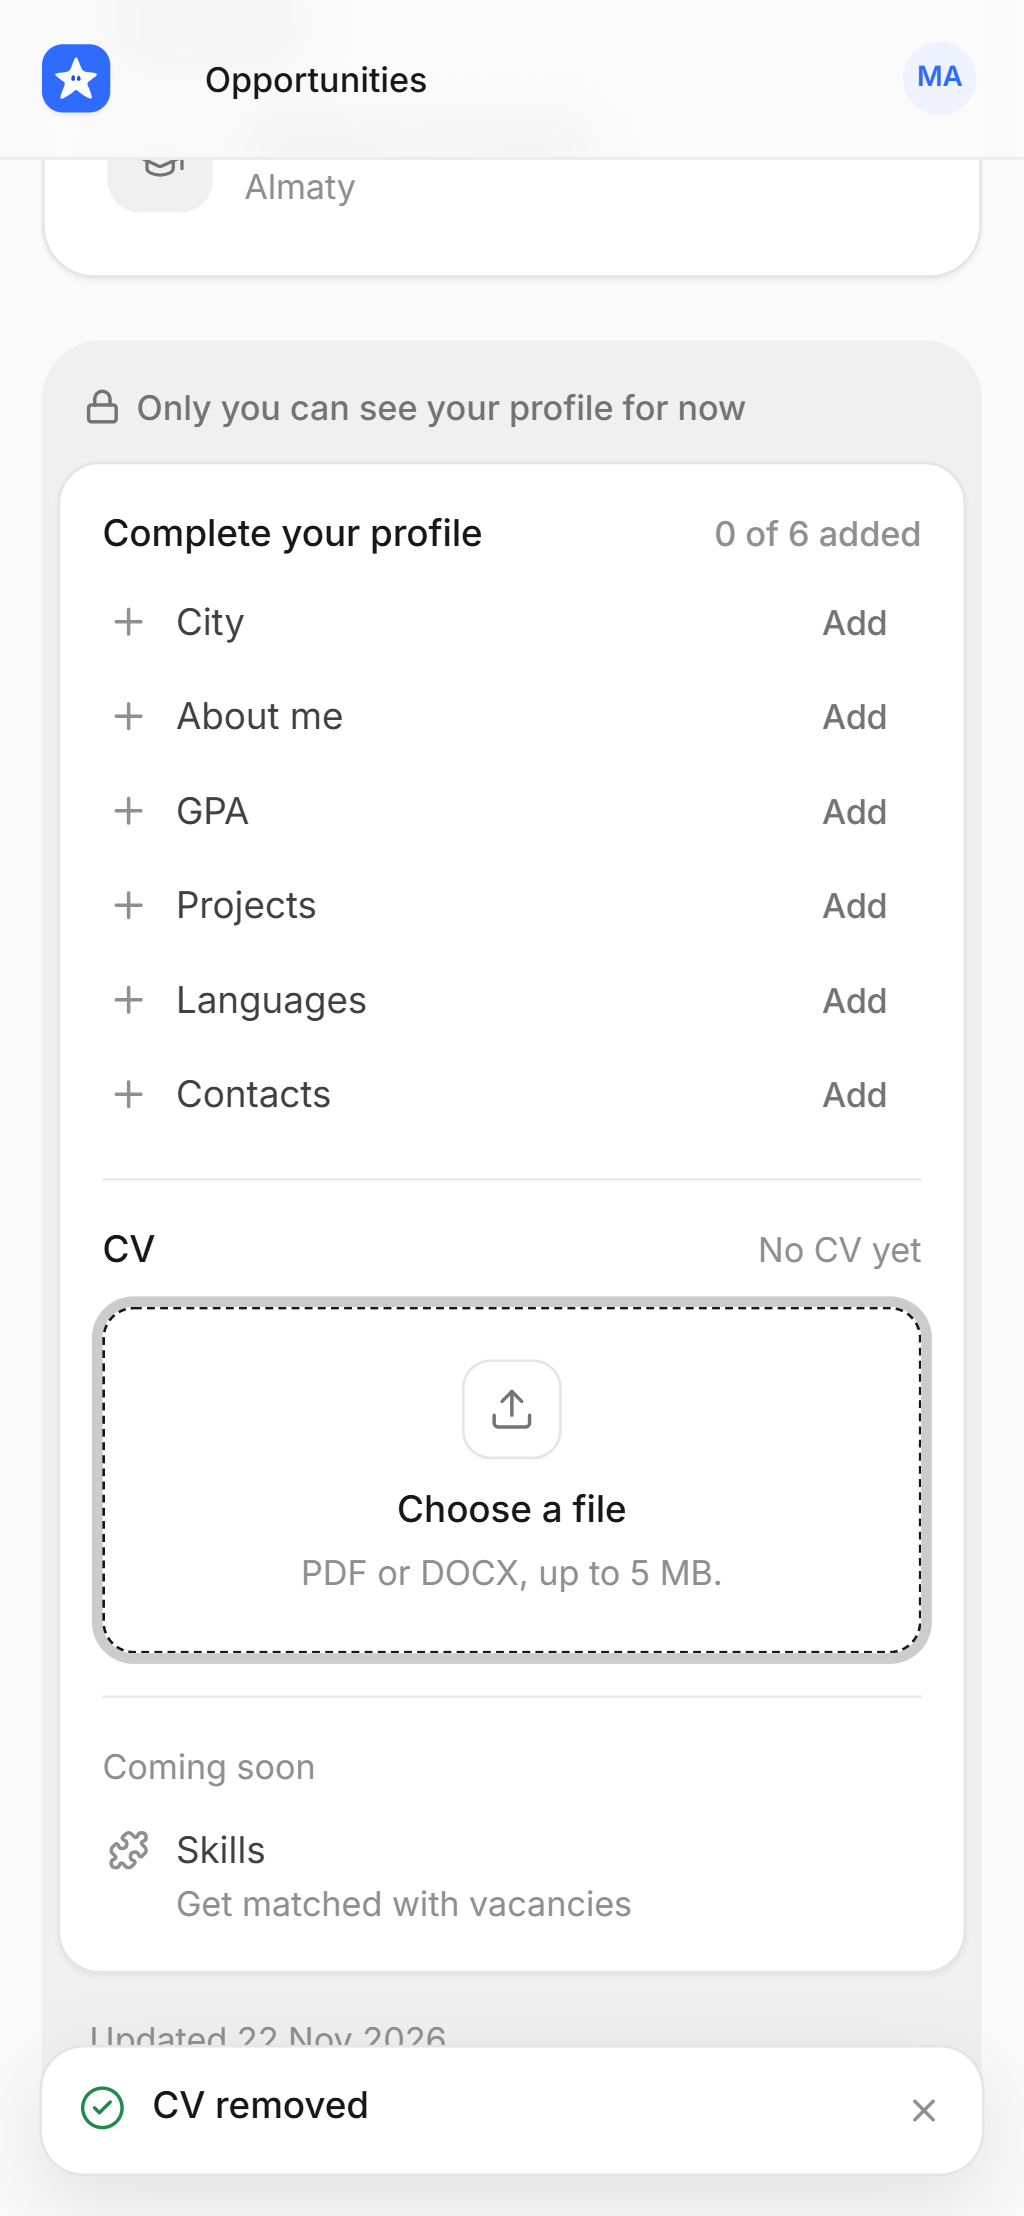 Opportunities
MA
Almaty
Only you can see your profile for now
Complete your profile
0 of 6 added
City
Add
About me
Add
GPA
Add
Projects
Add
Languages
Add
Contacts
Add
CV
No CV yet
Choose a file
PDF or DOCX, up to 5 MB.
Coming soon
Skills
Get matched with vacancies
Updated 22 Nov 2026
CV removed